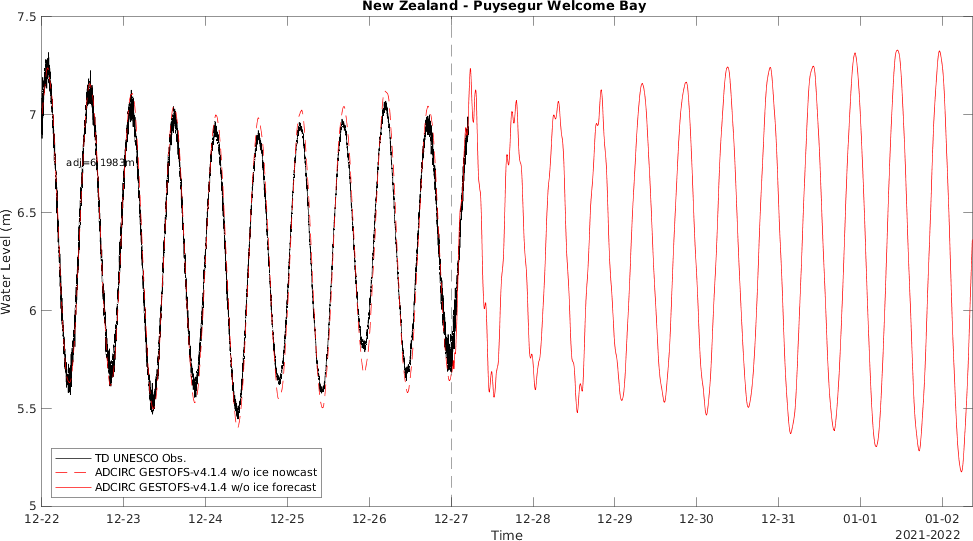 New Zealand - Puysegur Welcome Bay
7.5
7
6.5
6
5.5
5
Water Level (m)
adj=6.1983m
TD UNESCO Obs.
ADCIRC GESTOFS-v4.1.4 w/o ice nowcast
ADCIRC GESTOFS-v4.1.4 w/o ice forecast
12-22 12-23 12-24 12-25 12-26 12-27 12-28 12-29 12-30 12-31 01-01 01-02
Time
2021-2022